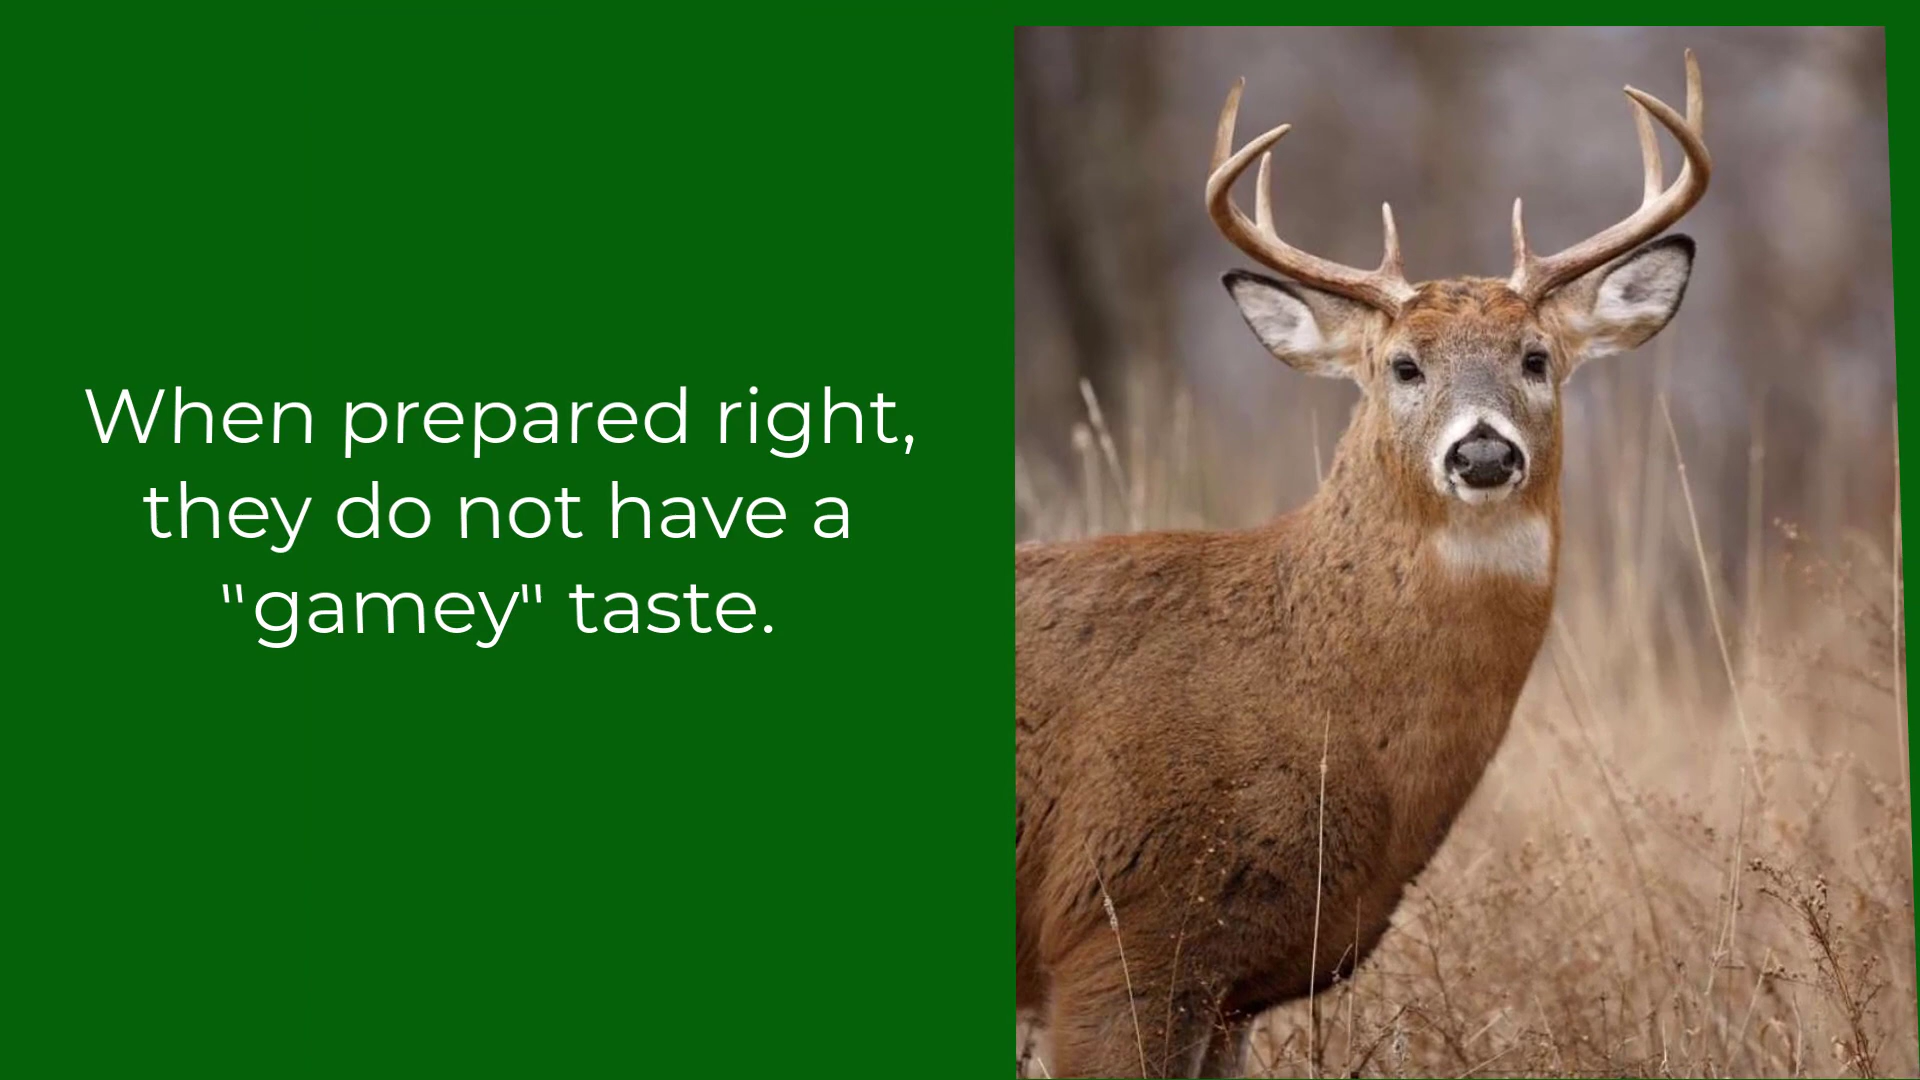 When prepared right,
they do not have a
"gamey" taste.